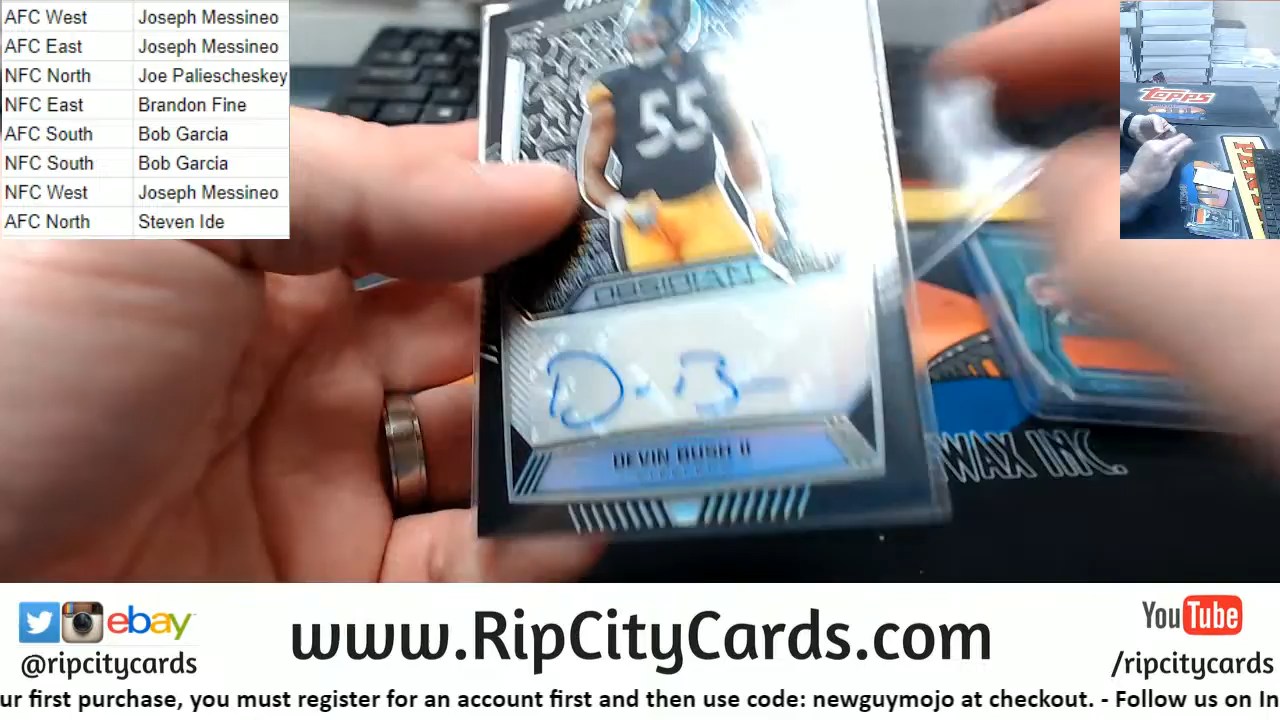 AFC West Joseph Messineo
AFC East Joseph Messineo
NFC North Joe Paliescheskey
NFC East Brandon Fine
AFC South Bob Garcia
NFC South Bob Garcia
NFC West Joseph Messineo
AFC North Steven Ide
TOPPS
55
OBSIDIAN
DEVIN BUSH II
WAX INC.
ebay
@ripcitycards
www.RipCityCards.com
YouTube
/ripcitycards
ur first purchase, you must register for an account first and then use code: newguymojo at checkout. - Follow us on In